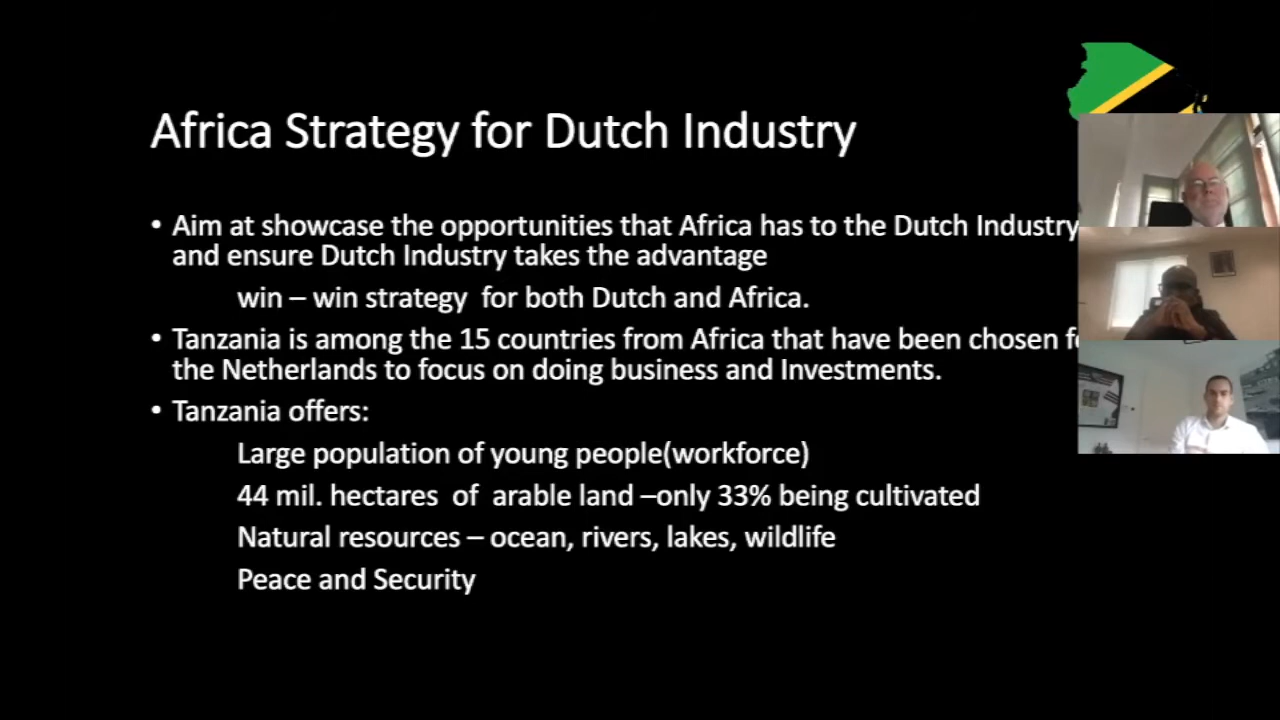 Africa Strategy for Dutch Industry
• Aim at showcase the opportunities that Africa has to the Dutch Industry
and ensure Dutch Industry takes the advantage
win – win strategy for both Dutch and Africa.
• Tanzania is among the 15 countries from Africa that have been chosen
the Netherlands to focus on doing business and Investments.
• Tanzania offers:
Large population of young people(workforce)
44 mil. hectares of arable land –only 33% being cultivated
Natural resources – ocean, rivers, lakes, wildlife
Peace and Security